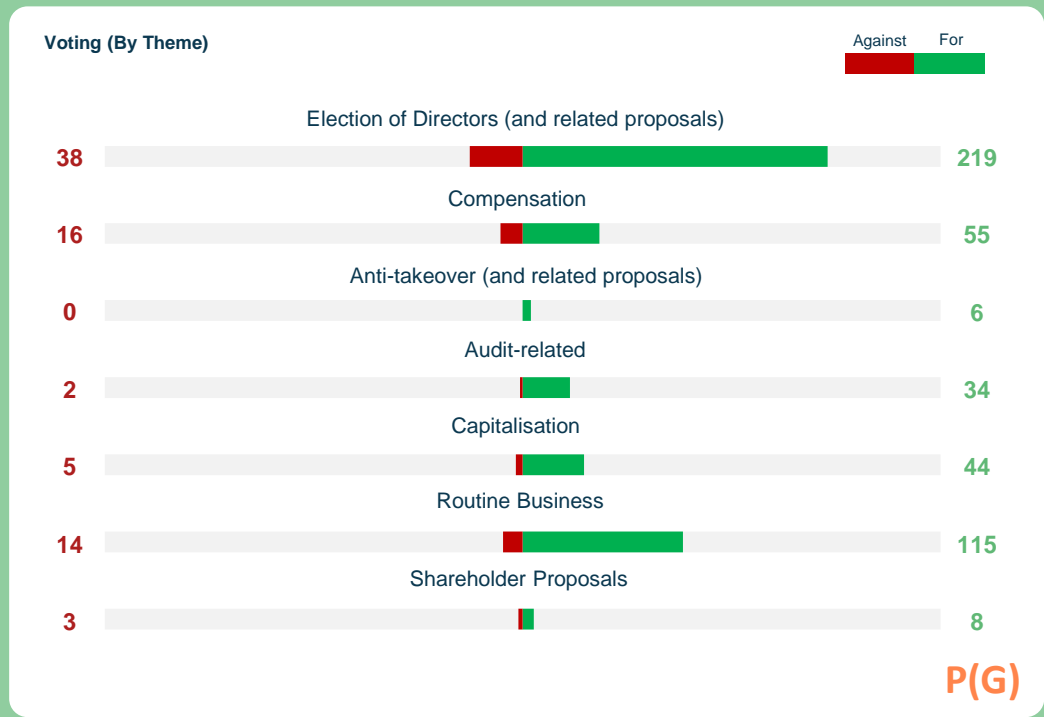 Voting (By Theme)
Against For
Election of Directors (and related proposals)
38 219
Compensation
16 55
Anti-takeover (and related proposals)
0 6
Audit-related
2 34
Capitalisation
5 44
Routine Business
14 115
Shareholder Proposals
3 8
P(G)